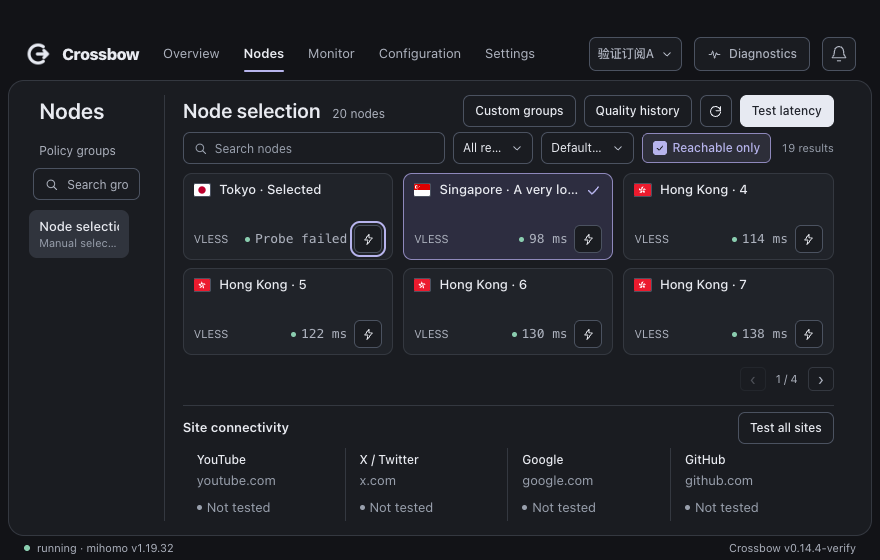 Crossbow
Overview
Nodes
Monitor
Configuration
Settings
验证订阅A
Diagnostics
Nodes
Policy groups
Search gro
Node selectio
Manual selec...
Node selection
20 nodes
Custom groups
Quality history
Test latency
Search nodes
All re...
Default...
Reachable only
19 results
Tokyo · Selected
VLESS
Probe failed
Singapore · A very lo...
VLESS
98 ms
Hong Kong · 4
VLESS
114 ms
Hong Kong · 5
VLESS
122 ms
Hong Kong · 6
VLESS
130 ms
Hong Kong · 7
VLESS
138 ms
1 / 4
Site connectivity
Test all sites
YouTube
youtube.com
Not tested
X / Twitter
x.com
Not tested
Google
google.com
Not tested
GitHub
github.com
Not tested
running · mihomo v1.19.32
Crossbow v0.14.4-verify